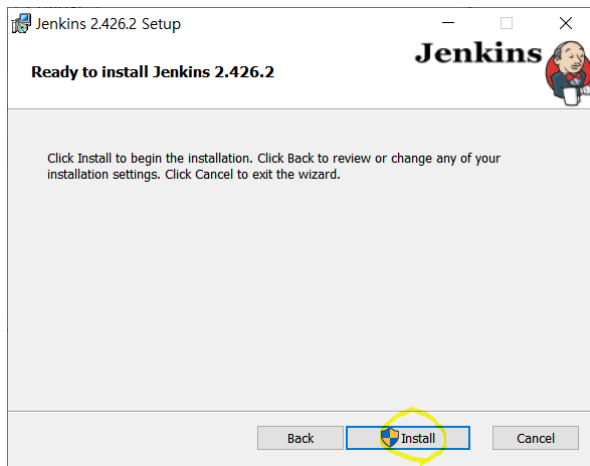 Jenkins 2.426.2 Setup
Jenkins
Ready to install Jenkins 2.426.2
Click Install to begin the installation. Click Back to review or change any of your
installation settings. Click Cancel to exit the wizard.
Back
Install
Cancel